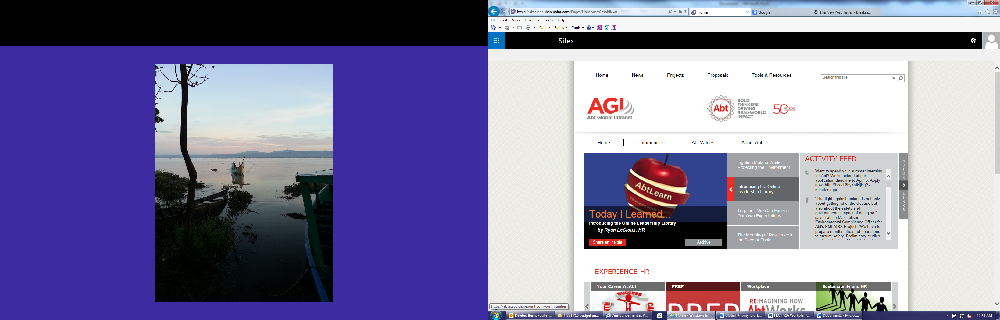 https://abtassoc.sharepoint.com/Pages/Home.aspx?mobile=0
Home
Google
The New York Times - Breakin...
File Edit View Favorites Tools Help
Page Safety Tools
Sites
Home News Projects Proposals Tools & Resources
Search this site
AGI
Abt Global Intranet
Abt
BOLD
THINKERS
DRIVING
REAL-WORLD
IMPACT
50 YEARS
Home Communities Abt Values About Abt
AbtLearn
Developing BOLD Thinkers
Today I Learned...
Introducing the Online Leadership Library
by Ryan LeCloux, HR
Share an Insight
Archive
Fighting Malaria While
Protecting the Environment
Introducing the Online
Leadership Library
Together, We Can Exceed
Our Own Expectations
The Meaning of Resilience in
the Face of Ebola
ACTIVITY FEED
Want to spend your summer interning
for Abt? We've extended our
application deadline to April 6. Apply
now! http://t.co/T6by7otHjN (32
minutes ago)
"The fight against malaria is not only
about getting rid of the disease but
also about the safety and
environmental impact of doing so,"
says Tahina Masihelison,
Environmental Compliance Officer for
Abt's PMI AIRS Project. "We have to
prepare months ahead of operations
to ensure safety. Preliminary studies
QUICK
LINKS
EXPERIENCE HR
Your Career At Abt
SUCCESS
PREP
PREP
Workplace
REIMAGINING HOW
AbtWorks
Sustainability and HR
https://abtassoc.sharepoint.com/communities
Deleted Items - Julie_...
HSS FY16 budget an...
Announcement at P...
Home - Windows Int...
Global_Priority_Bid_L...
HSS FY16 Workplan t...
Document2 - Micros...
11:35 AM